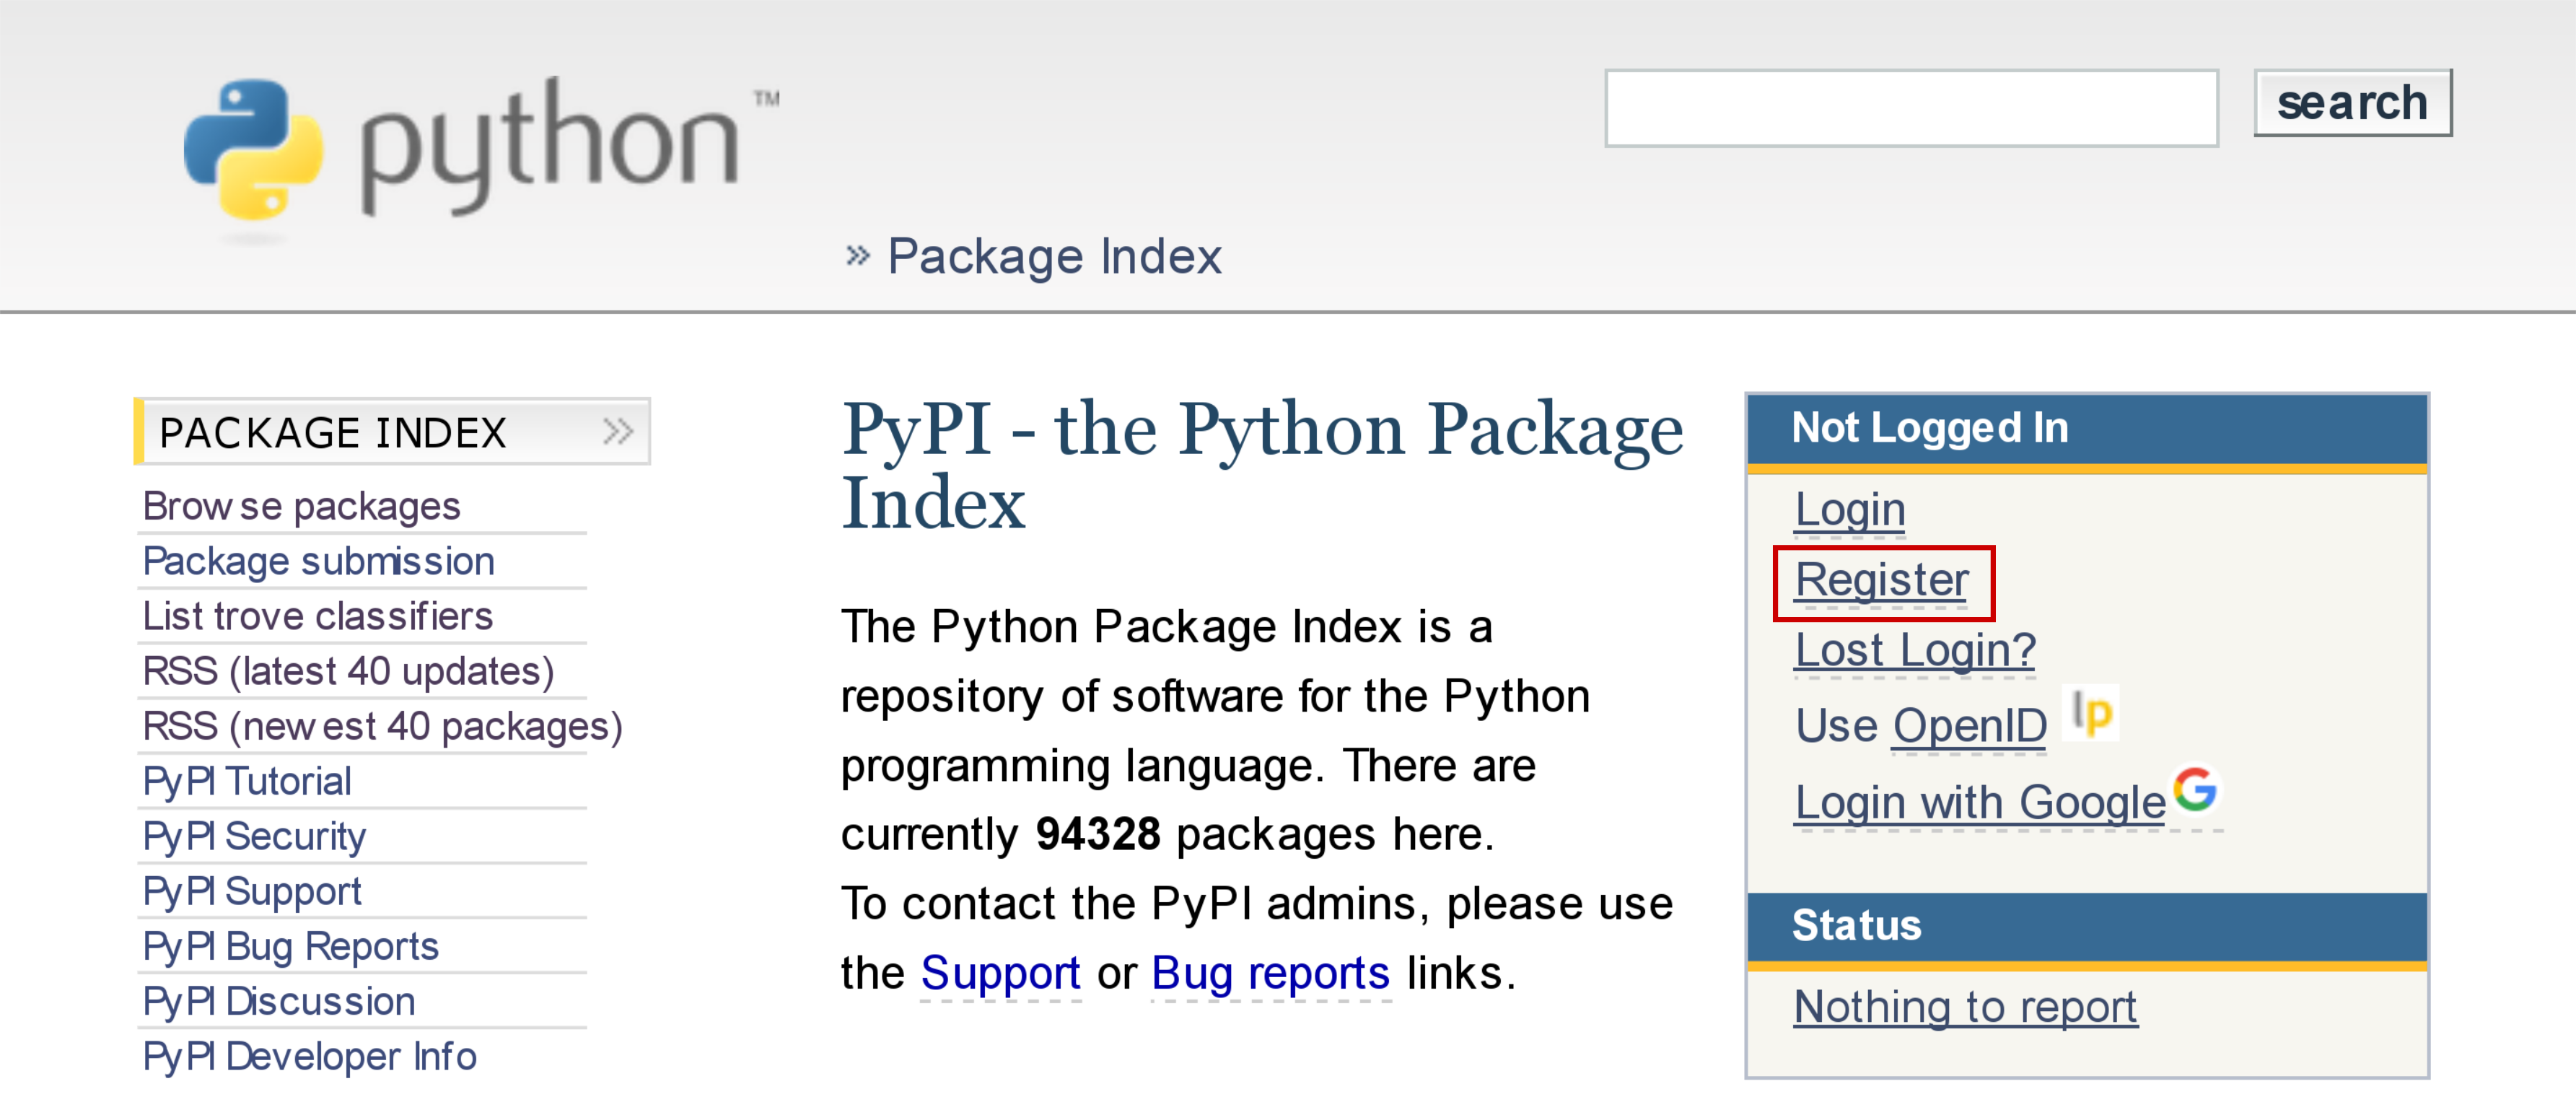 python™
search
» Package Index
PACKAGE INDEX »
Browse packages
Package submission
List trove classifiers
RSS (latest 40 updates)
RSS (newest 40 packages)
PyPI Tutorial
PyPI Security
PyPI Support
PyPI Bug Reports
PyPI Discussion
PyPI Developer Info
PyPI - the Python Package
Index
The Python Package Index is a
repository of software for the Python
programming language. There are
currently 94328 packages here.
To contact the PyPI admins, please use
the Support or Bug reports links.
Not Logged In
Login
Register
Lost Login?
Use OpenID lp
Login with Google G
Status
Nothing to report